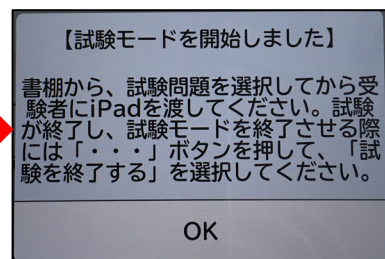 【試験モードを開始しました】
書棚から、試験問題を選択してから受
験者にiPadを渡してください。試験
が終了し、試験モードを終了させる際
には「・・・」ボタンを押して、「試
験を終了する」を選択してください。
OK